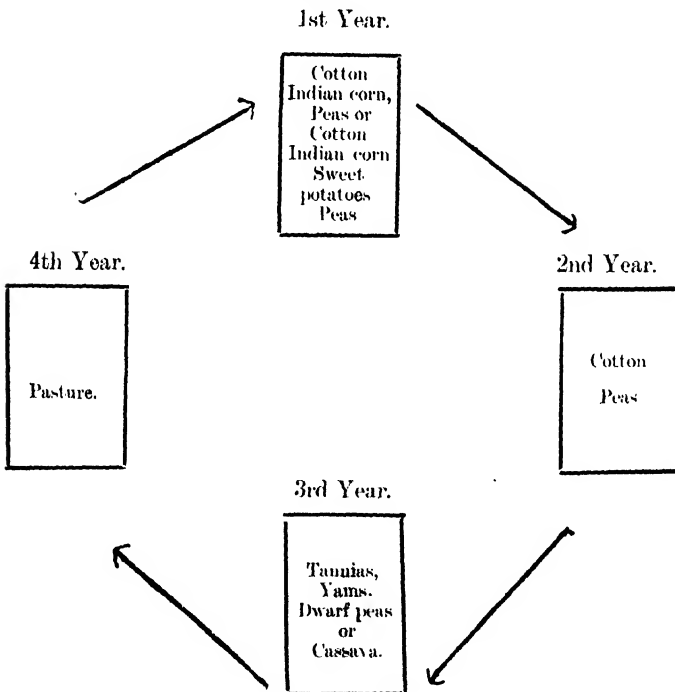 1st Year.
Cotton
Indian corn,
Peas or
Cotton
Indian corn
Sweet
potatoes
Peas
4th Year.
Pasture.
2nd Year.
Cotton
Peas
3rd Year.
Tannias,
Yams.
Dwarf peas
or
Cassava.